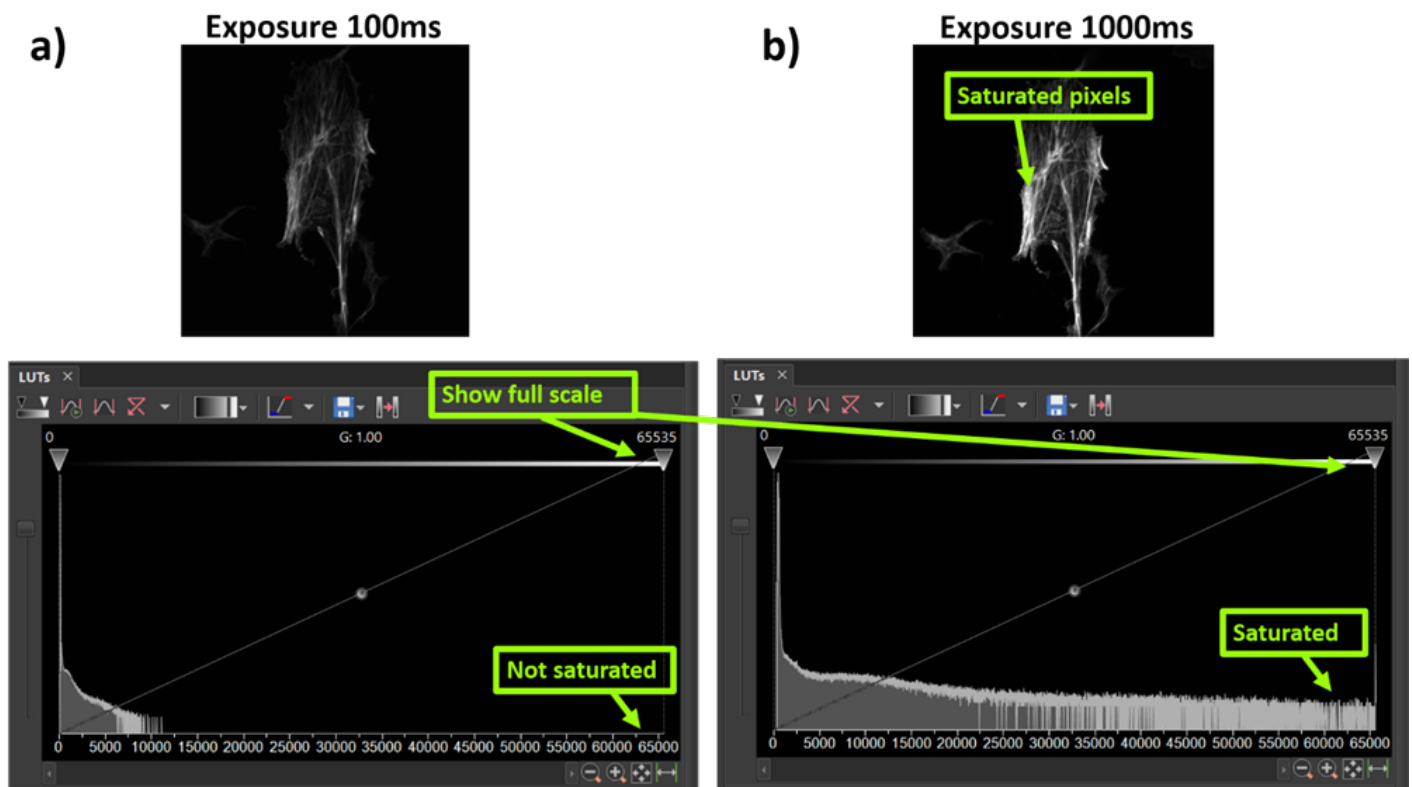 a)
Exposure 100ms
b)
Exposure 1000ms
Saturated pixels
LUTs
Show full scale
0 G: 1.00 65535
Not saturated
0 5000 10000 15000 20000 25000 30000 35000 40000 45000 50000 55000 60000 65000
LUTs
0 G: 1.00 65535
Saturated
0 5000 10000 15000 20000 25000 30000 35000 40000 45000 50000 55000 60000 65000